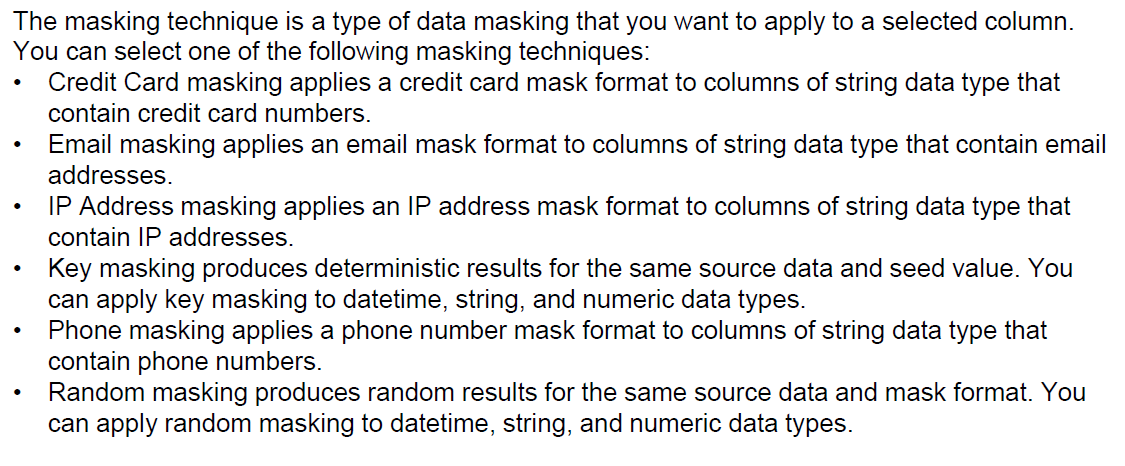 The masking technique is a type of data masking that you want to apply to a selected column.
You can select one of the following masking techniques:
• Credit Card masking applies a credit card mask format to columns of string data type that
contain credit card numbers.
• Email masking applies an email mask format to columns of string data type that contain email
addresses.
• IP Address masking applies an IP address mask format to columns of string data type that
contain IP addresses.
• Key masking produces deterministic results for the same source data and seed value. You
can apply key masking to datetime, string, and numeric data types.
• Phone masking applies a phone number mask format to columns of string data type that
contain phone numbers.
• Random masking produces random results for the same source data and mask format. You
can apply random masking to datetime, string, and numeric data types.